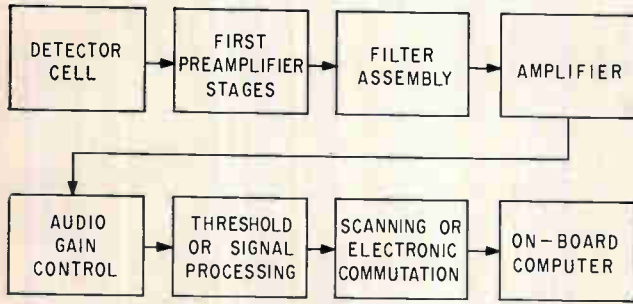 DETECTOR
CELL
FIRST
PREAMPLIFIER
STAGES
FILTER
ASSEMBLY
AMPLIFIER
AUDIO
GAIN
CONTROL
THRESHOLD
OR SIGNAL
PROCESSING
SCANNING OR
ELECTRONIC
COMMUTATION
ON-BOARD
COMPUTER